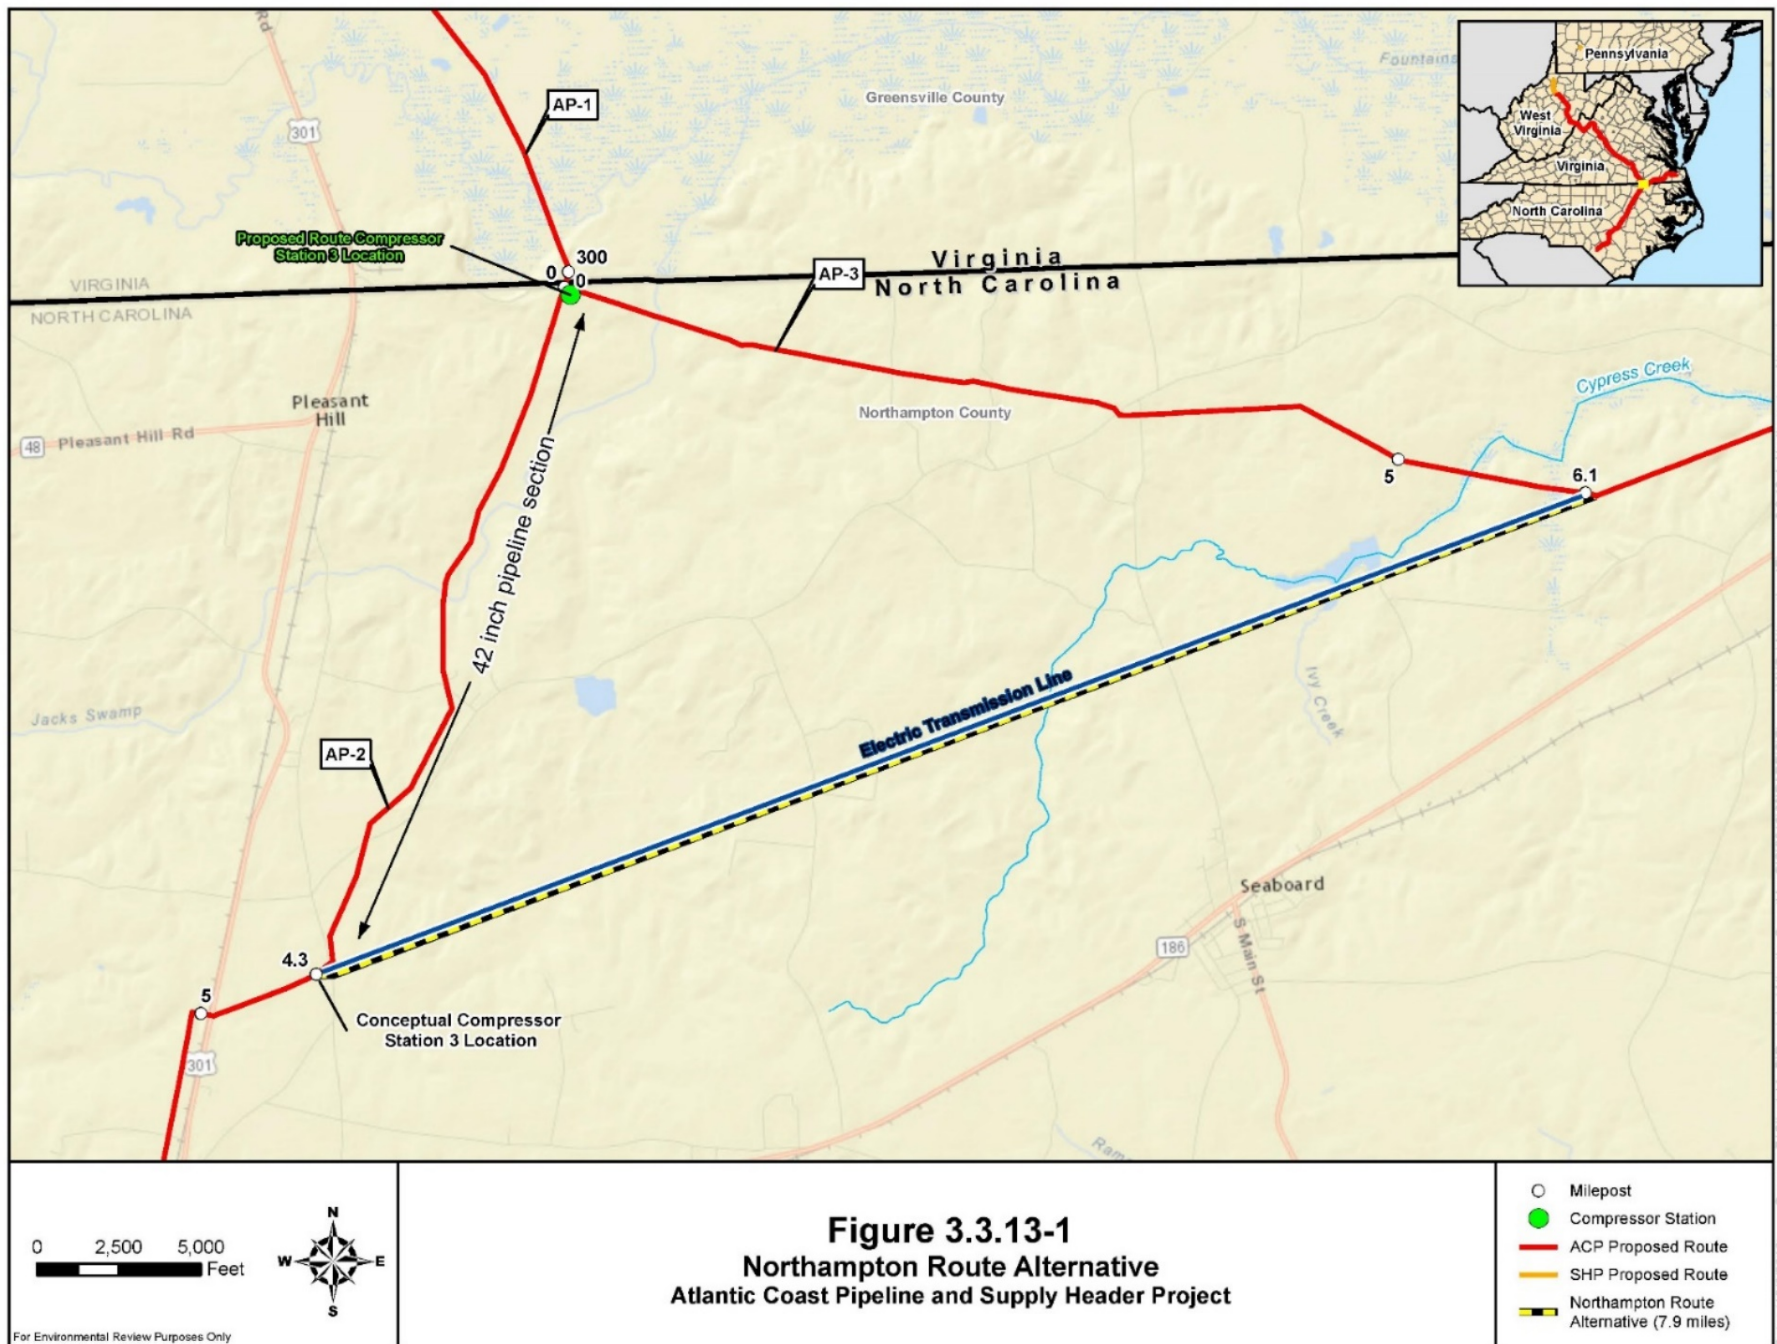 Rd
301
AP-1
Greensville County
Fountains
Pennsylvania
West
Virginia
Virginia
North Carolina
Proposed Route Compressor
Station 3 Location
300
0
0
AP-3
Virginia
North Carolina
VIRGINIA
NORTH CAROLINA
Pleasant
Hill
48
Pleasant Hill Rd
Northampton County
Cypress Creek
5
6.1
42 inch pipeline section
Ivy Creek
Jacks Swamp
Electric Transmission Line
AP-2
Seaboard
186
S Main St
4.3
5
Conceptual Compressor
Station 3 Location
301
0 2,500 5,000
Feet
N
W E
S
For Environmental Review Purposes Only
Figure 3.3.13-1
Northampton Route Alternative
Atlantic Coast Pipeline and Supply Header Project
Milepost
Compressor Station
ACP Proposed Route
SHP Proposed Route
Northampton Route
Alternative (7.9 miles)